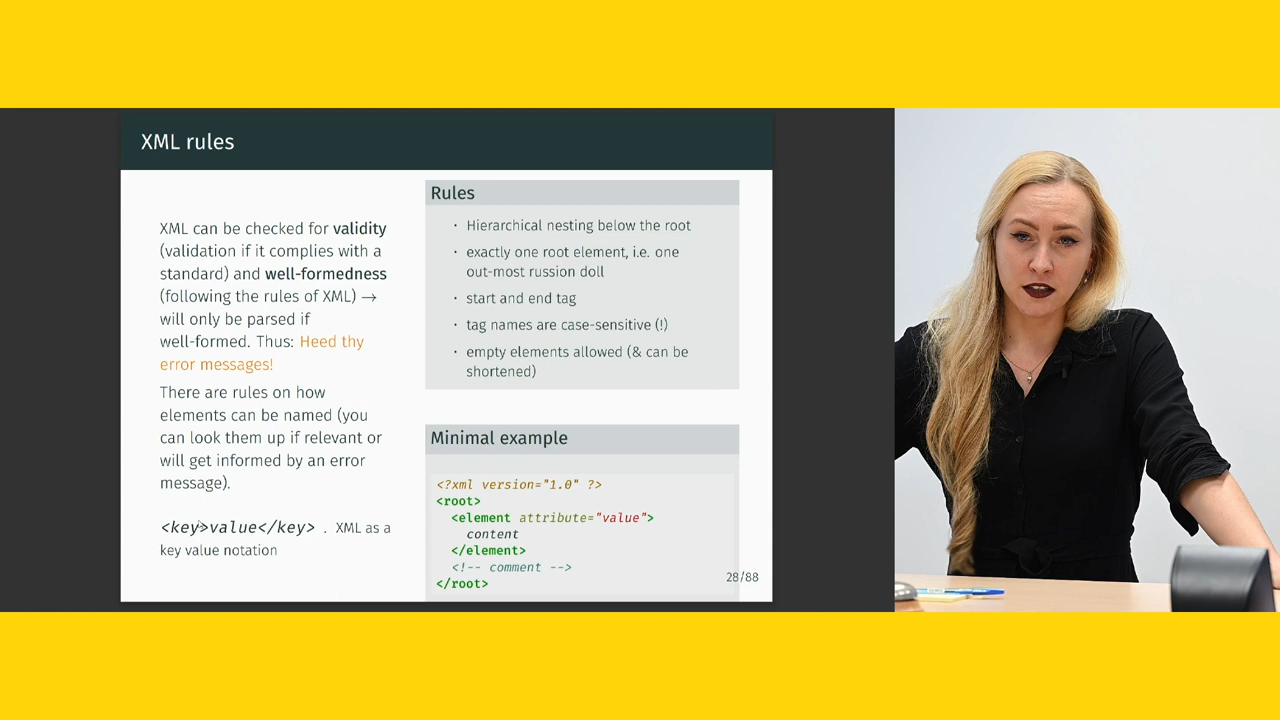 XML rules
XML can be checked for validity
(validation if it complies with a
standard) and well-formedness
(following the rules of XML) →
will only be parsed if
well-formed. Thus: Heed thy
error messages!
There are rules on how
elements can be named (you
can look them up if relevant or
will get informed by an error
message).
<key>value</key> . XML as a
key value notation
Rules
· Hierarchical nesting below the root
· exactly one root element, i.e. one
out-most russion doll
· start and end tag
· tag names are case-sensitive (!)
· empty elements allowed (& can be
shortened)
Minimal example
<?xml version="1.0" ?>
<root>
<element attribute="value">
content
</element>
<!-- comment -->
</root>
28/88